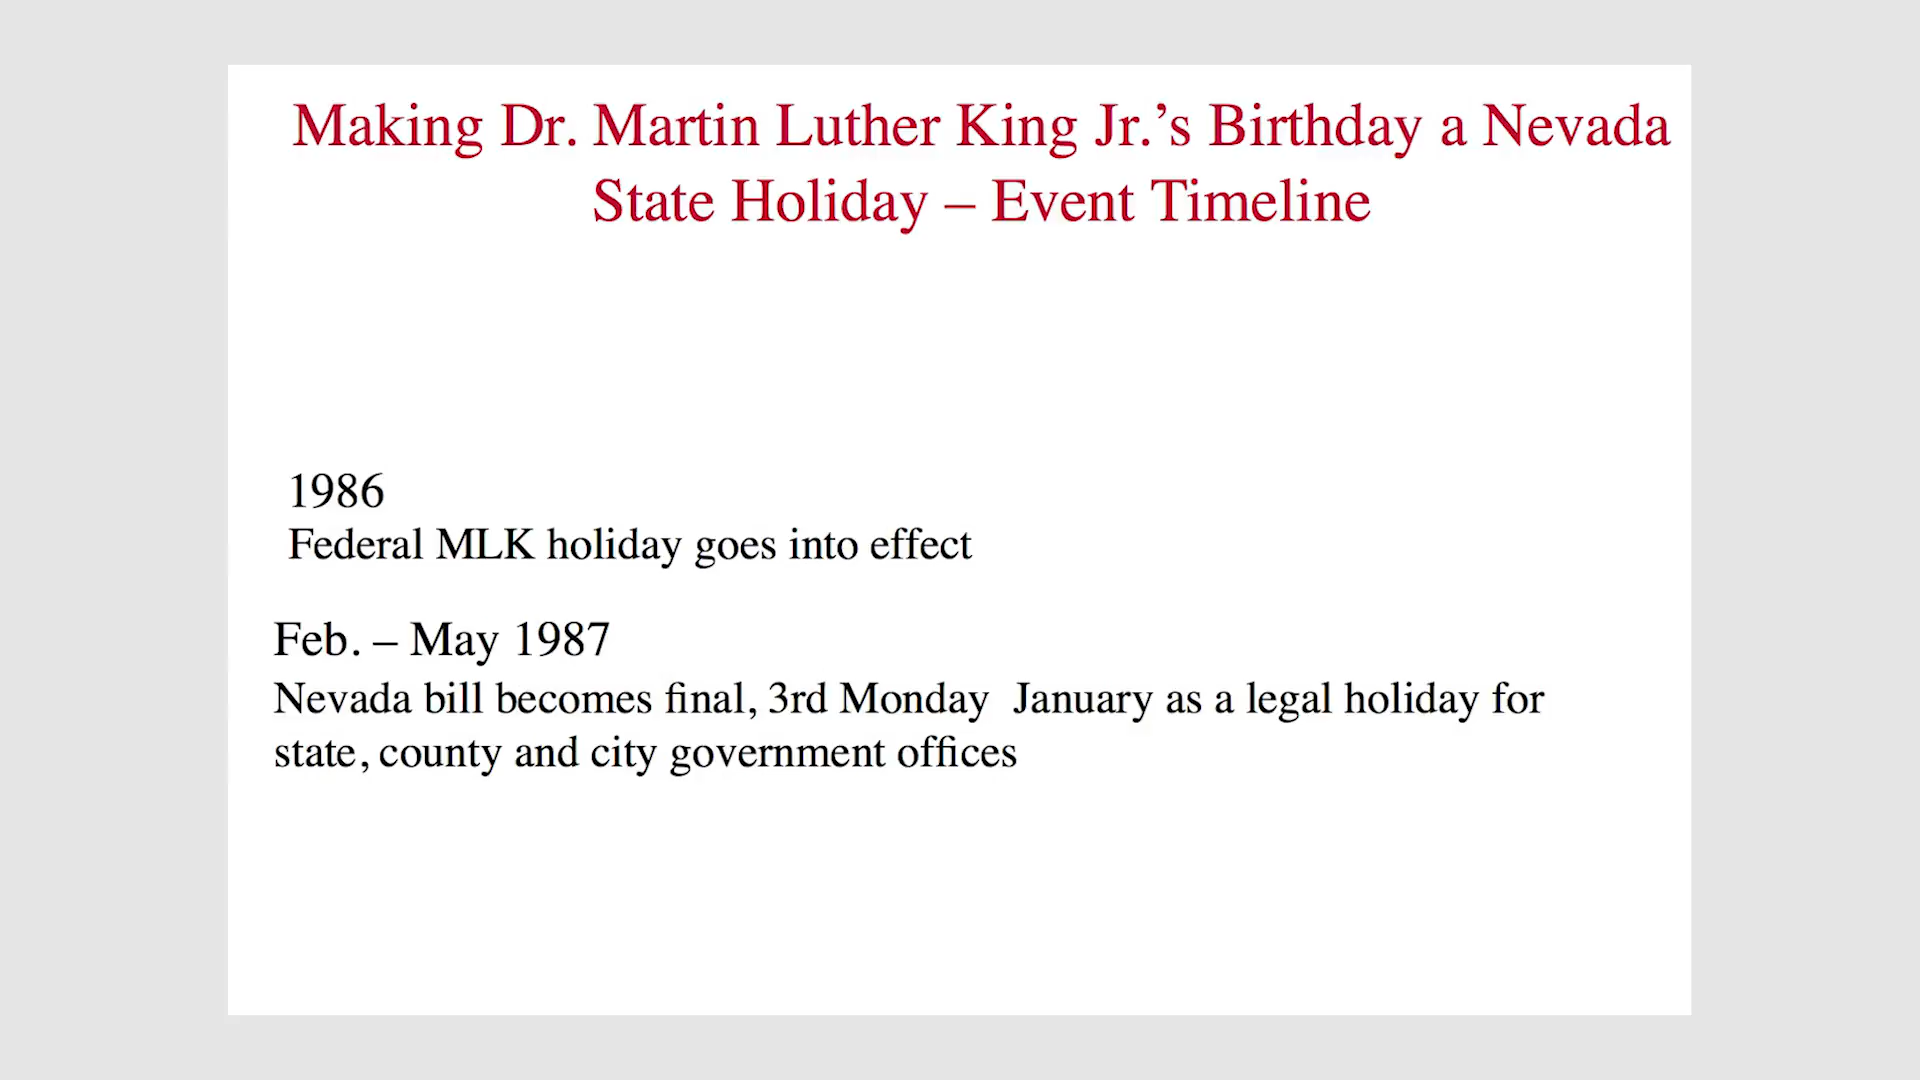 Making Dr. Martin Luther King Jr.’s Birthday a Nevada
State Holiday – Event Timeline
1986
Federal MLK holiday goes into effect
Feb. – May 1987
Nevada bill becomes final, 3rd Monday  January as a legal holiday for
state, county and city government offices